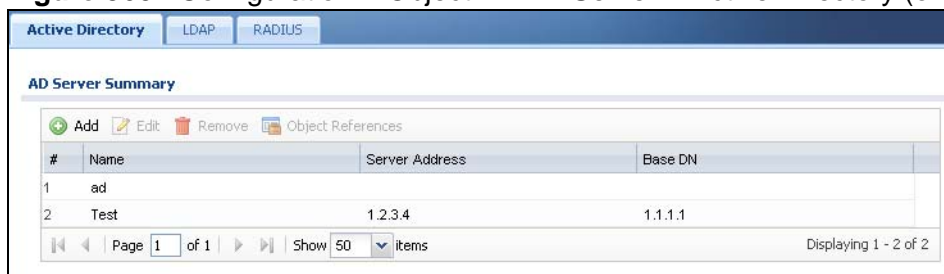 Active Directory LDAP RADIUS
AD Server Summary
Add Edit Remove Object References
# Name Server Address Base DN
1 ad
2 Test 1.2.3.4 1.1.1.1
Page 1 of 1 Show 50 items Displaying 1 - 2 of 2